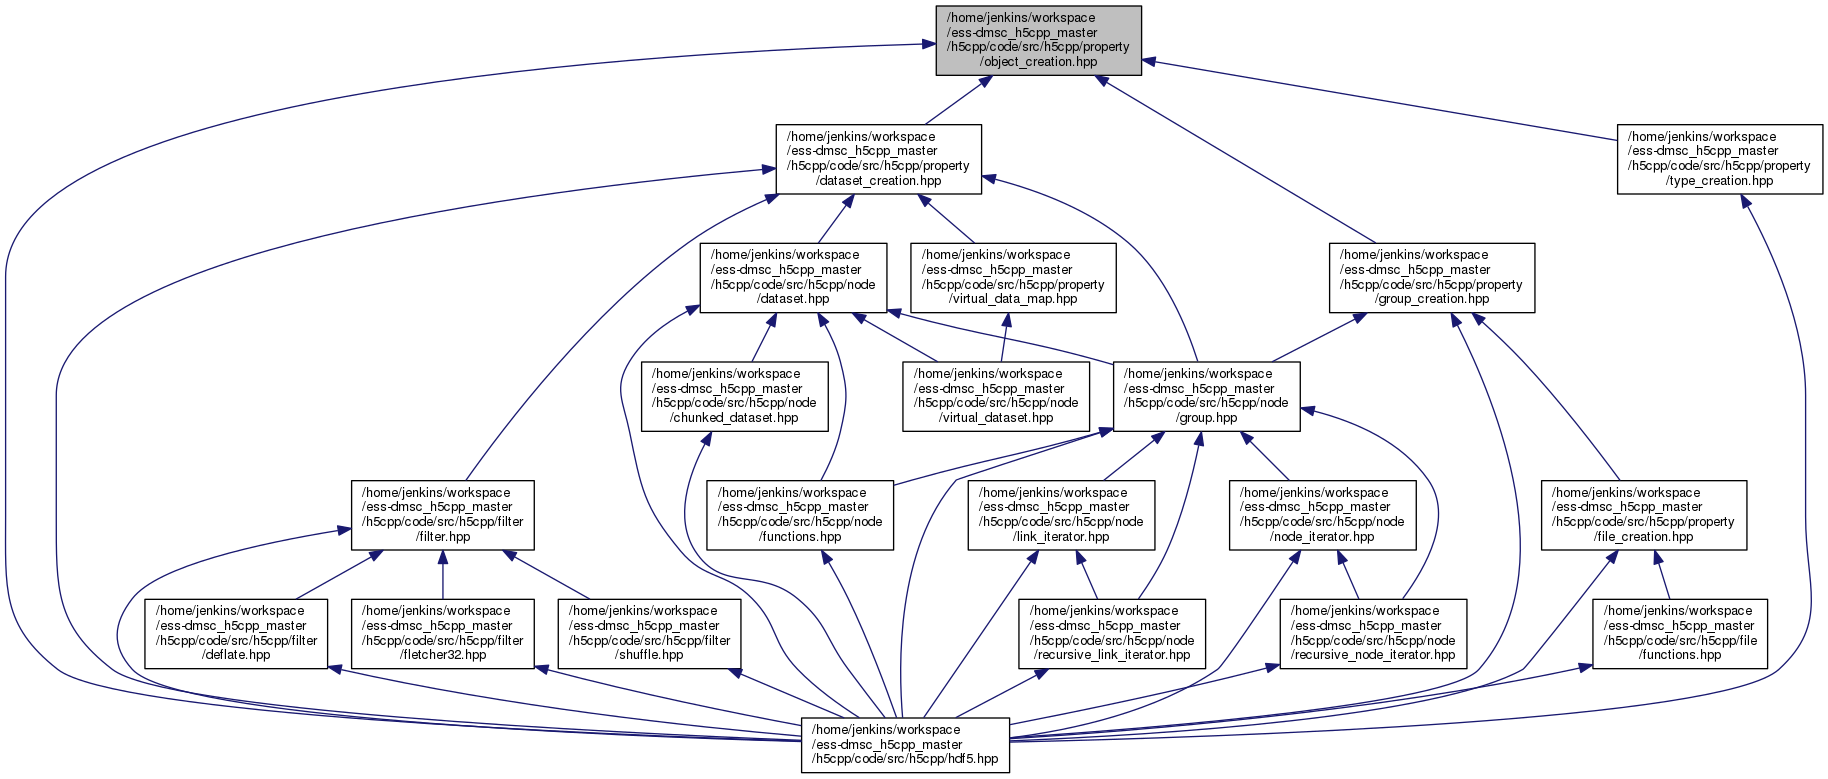 /home/jenkins/workspace
/ess-dmsc_h5cpp_master
/h5cpp/code/src/h5cpp/property
/object_creation.hpp
/home/jenkins/workspace
/ess-dmsc_h5cpp_master
/h5cpp/code/src/h5cpp/property
/dataset_creation.hpp
/home/jenkins/workspace
/ess-dmsc_h5cpp_master
/h5cpp/code/src/h5cpp/property
/type_creation.hpp
/home/jenkins/workspace
/ess-dmsc_h5cpp_master
/h5cpp/code/src/h5cpp/node
/dataset.hpp
/home/jenkins/workspace
/ess-dmsc_h5cpp_master
/h5cpp/code/src/h5cpp/property
/virtual_data_map.hpp
/home/jenkins/workspace
/ess-dmsc_h5cpp_master
/h5cpp/code/src/h5cpp/property
/group_creation.hpp
/home/jenkins/workspace
/ess-dmsc_h5cpp_master
/h5cpp/code/src/h5cpp/node
/chunked_dataset.hpp
/home/jenkins/workspace
/ess-dmsc_h5cpp_master
/h5cpp/code/src/h5cpp/node
/virtual_dataset.hpp
/home/jenkins/workspace
/ess-dmsc_h5cpp_master
/h5cpp/code/src/h5cpp/node
/group.hpp
/home/jenkins/workspace
/ess-dmsc_h5cpp_master
/h5cpp/code/src/h5cpp/filter
/filter.hpp
/home/jenkins/workspace
/ess-dmsc_h5cpp_master
/h5cpp/code/src/h5cpp/node
/functions.hpp
/home/jenkins/workspace
/ess-dmsc_h5cpp_master
/h5cpp/code/src/h5cpp/node
/link_iterator.hpp
/home/jenkins/workspace
/ess-dmsc_h5cpp_master
/h5cpp/code/src/h5cpp/node
/node_iterator.hpp
/home/jenkins/workspace
/ess-dmsc_h5cpp_master
/h5cpp/code/src/h5cpp/property
/file_creation.hpp
/home/jenkins/workspace
/ess-dmsc_h5cpp_master
/h5cpp/code/src/h5cpp/filter
/deflate.hpp
/home/jenkins/workspace
/ess-dmsc_h5cpp_master
/h5cpp/code/src/h5cpp/filter
/fletcher32.hpp
/home/jenkins/workspace
/ess-dmsc_h5cpp_master
/h5cpp/code/src/h5cpp/filter
/shuffle.hpp
/home/jenkins/workspace
/ess-dmsc_h5cpp_master
/h5cpp/code/src/h5cpp/node
/recursive_link_iterator.hpp
/home/jenkins/workspace
/ess-dmsc_h5cpp_master
/h5cpp/code/src/h5cpp/node
/recursive_node_iterator.hpp
/home/jenkins/workspace
/ess-dmsc_h5cpp_master
/h5cpp/code/src/h5cpp/file
/functions.hpp
/home/jenkins/workspace
/ess-dmsc_h5cpp_master
/h5cpp/code/src/h5cpp/hdf5.hpp